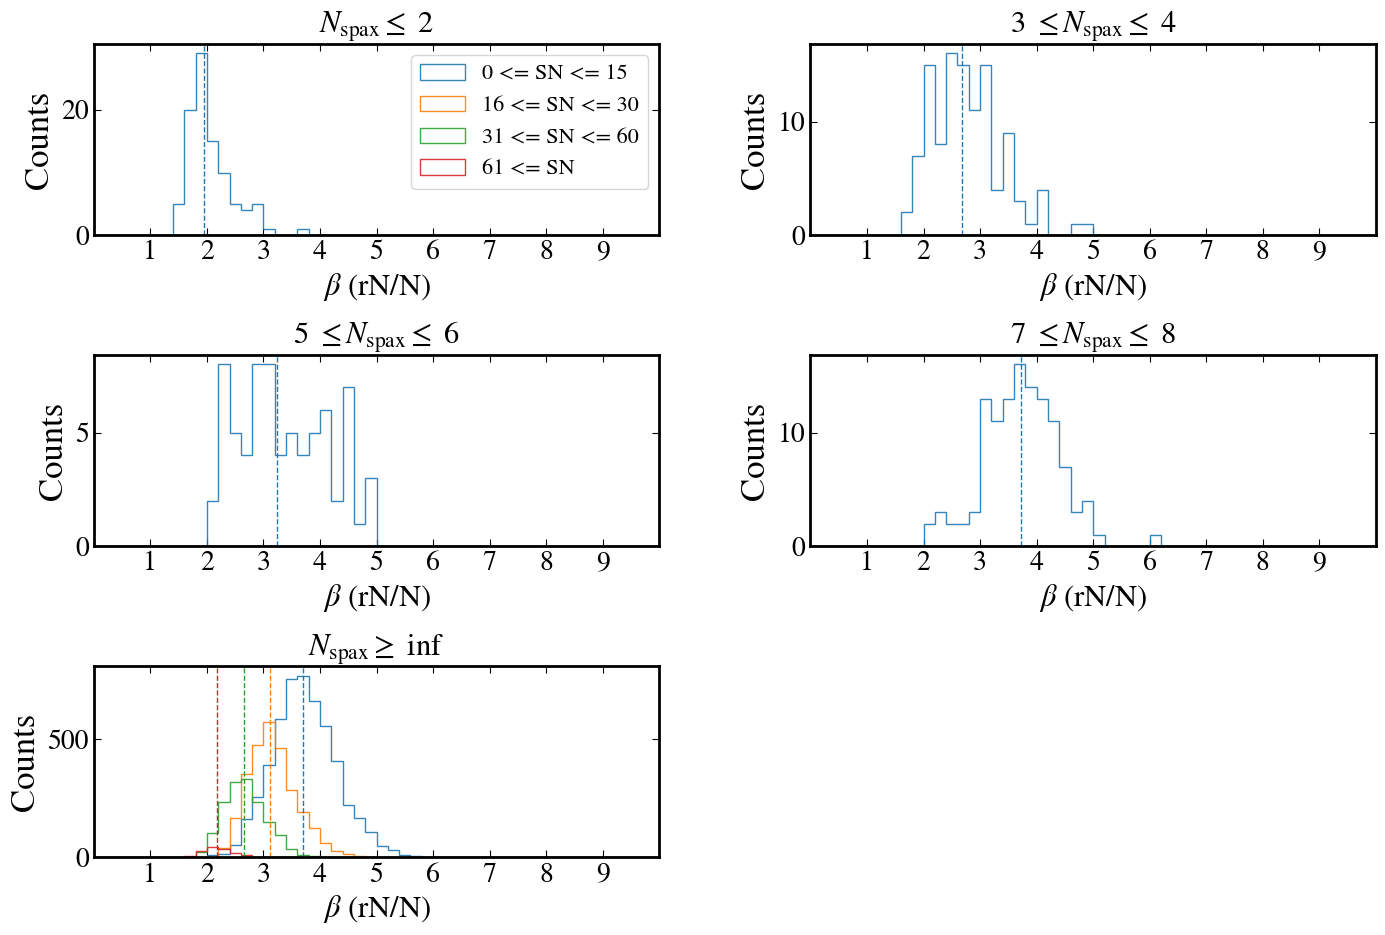 N_spax ≤ 2
20
0
Counts
0 <= SN <= 15
16 <= SN <= 30
31 <= SN <= 60
61 <= SN
1 2 3 4 5 6 7 8 9
β (rN/N)
3 ≤ N_spax ≤ 4
10
0
Counts
1 2 3 4 5 6 7 8 9
β (rN/N)
5 ≤ N_spax ≤ 6
5
0
Counts
1 2 3 4 5 6 7 8 9
β (rN/N)
7 ≤ N_spax ≤ 8
10
0
Counts
1 2 3 4 5 6 7 8 9
β (rN/N)
N_spax ≥ inf
500
0
Counts
1 2 3 4 5 6 7 8 9
β (rN/N)